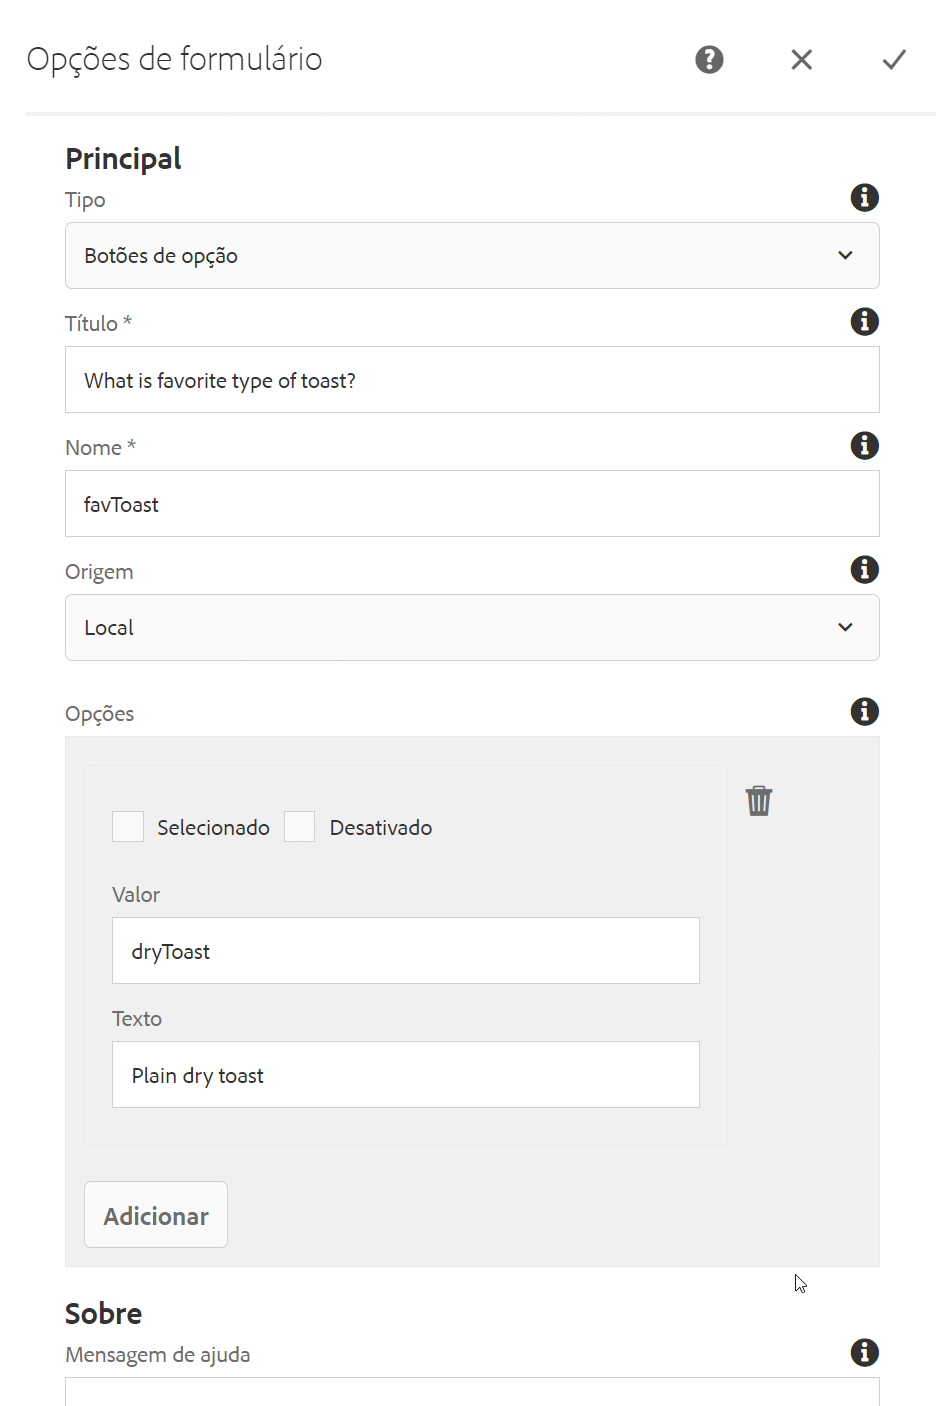 Opções de formulário
Principal
Tipo
Botões de opção
Título *
What is favorite type of toast?
Nome *
favToast
Origem
Local
Opções
Selecionado Desativado
Valor
dryToast
Texto
Plain dry toast
Adicionar
Sobre
Mensagem de ajuda